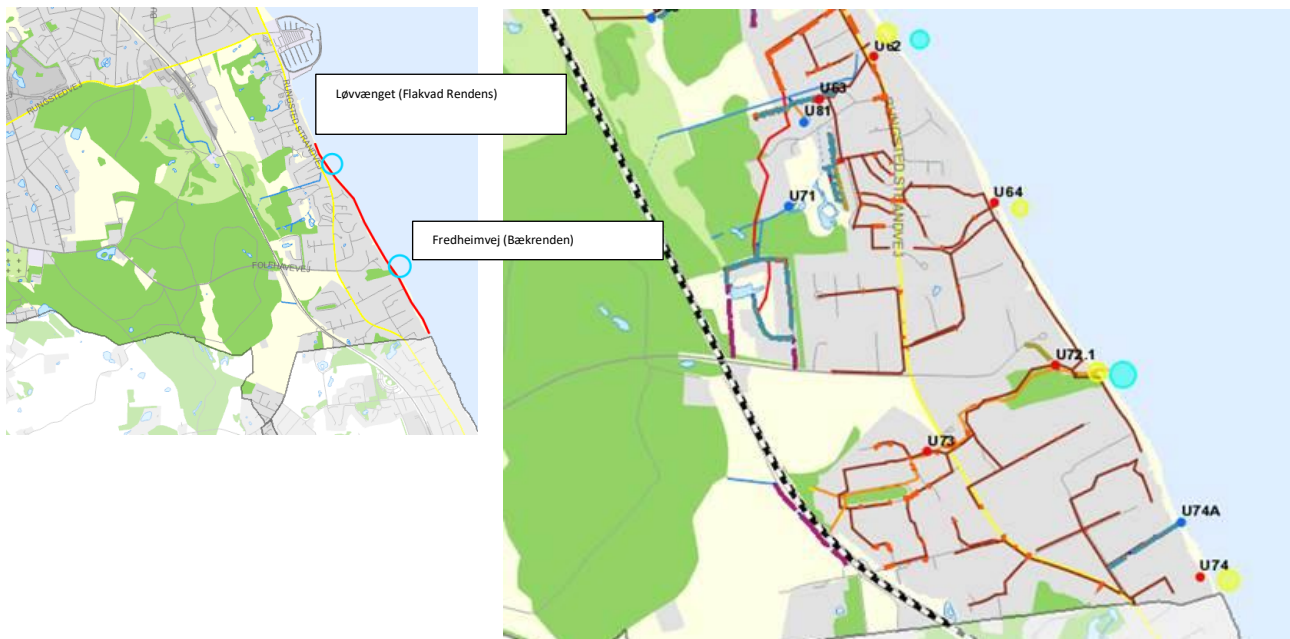 RUNGSTEDVEJ
RUNGSTED STRANDVEJ
Løvvænget (Flakvad Rendens)
Fredheimvej (Bækrenden)
FOLEHAVEVEJ
U62
U63
U81
RUNGSTED STRANDVEJ
U71
U64
U72.1
U73
U74A
U74